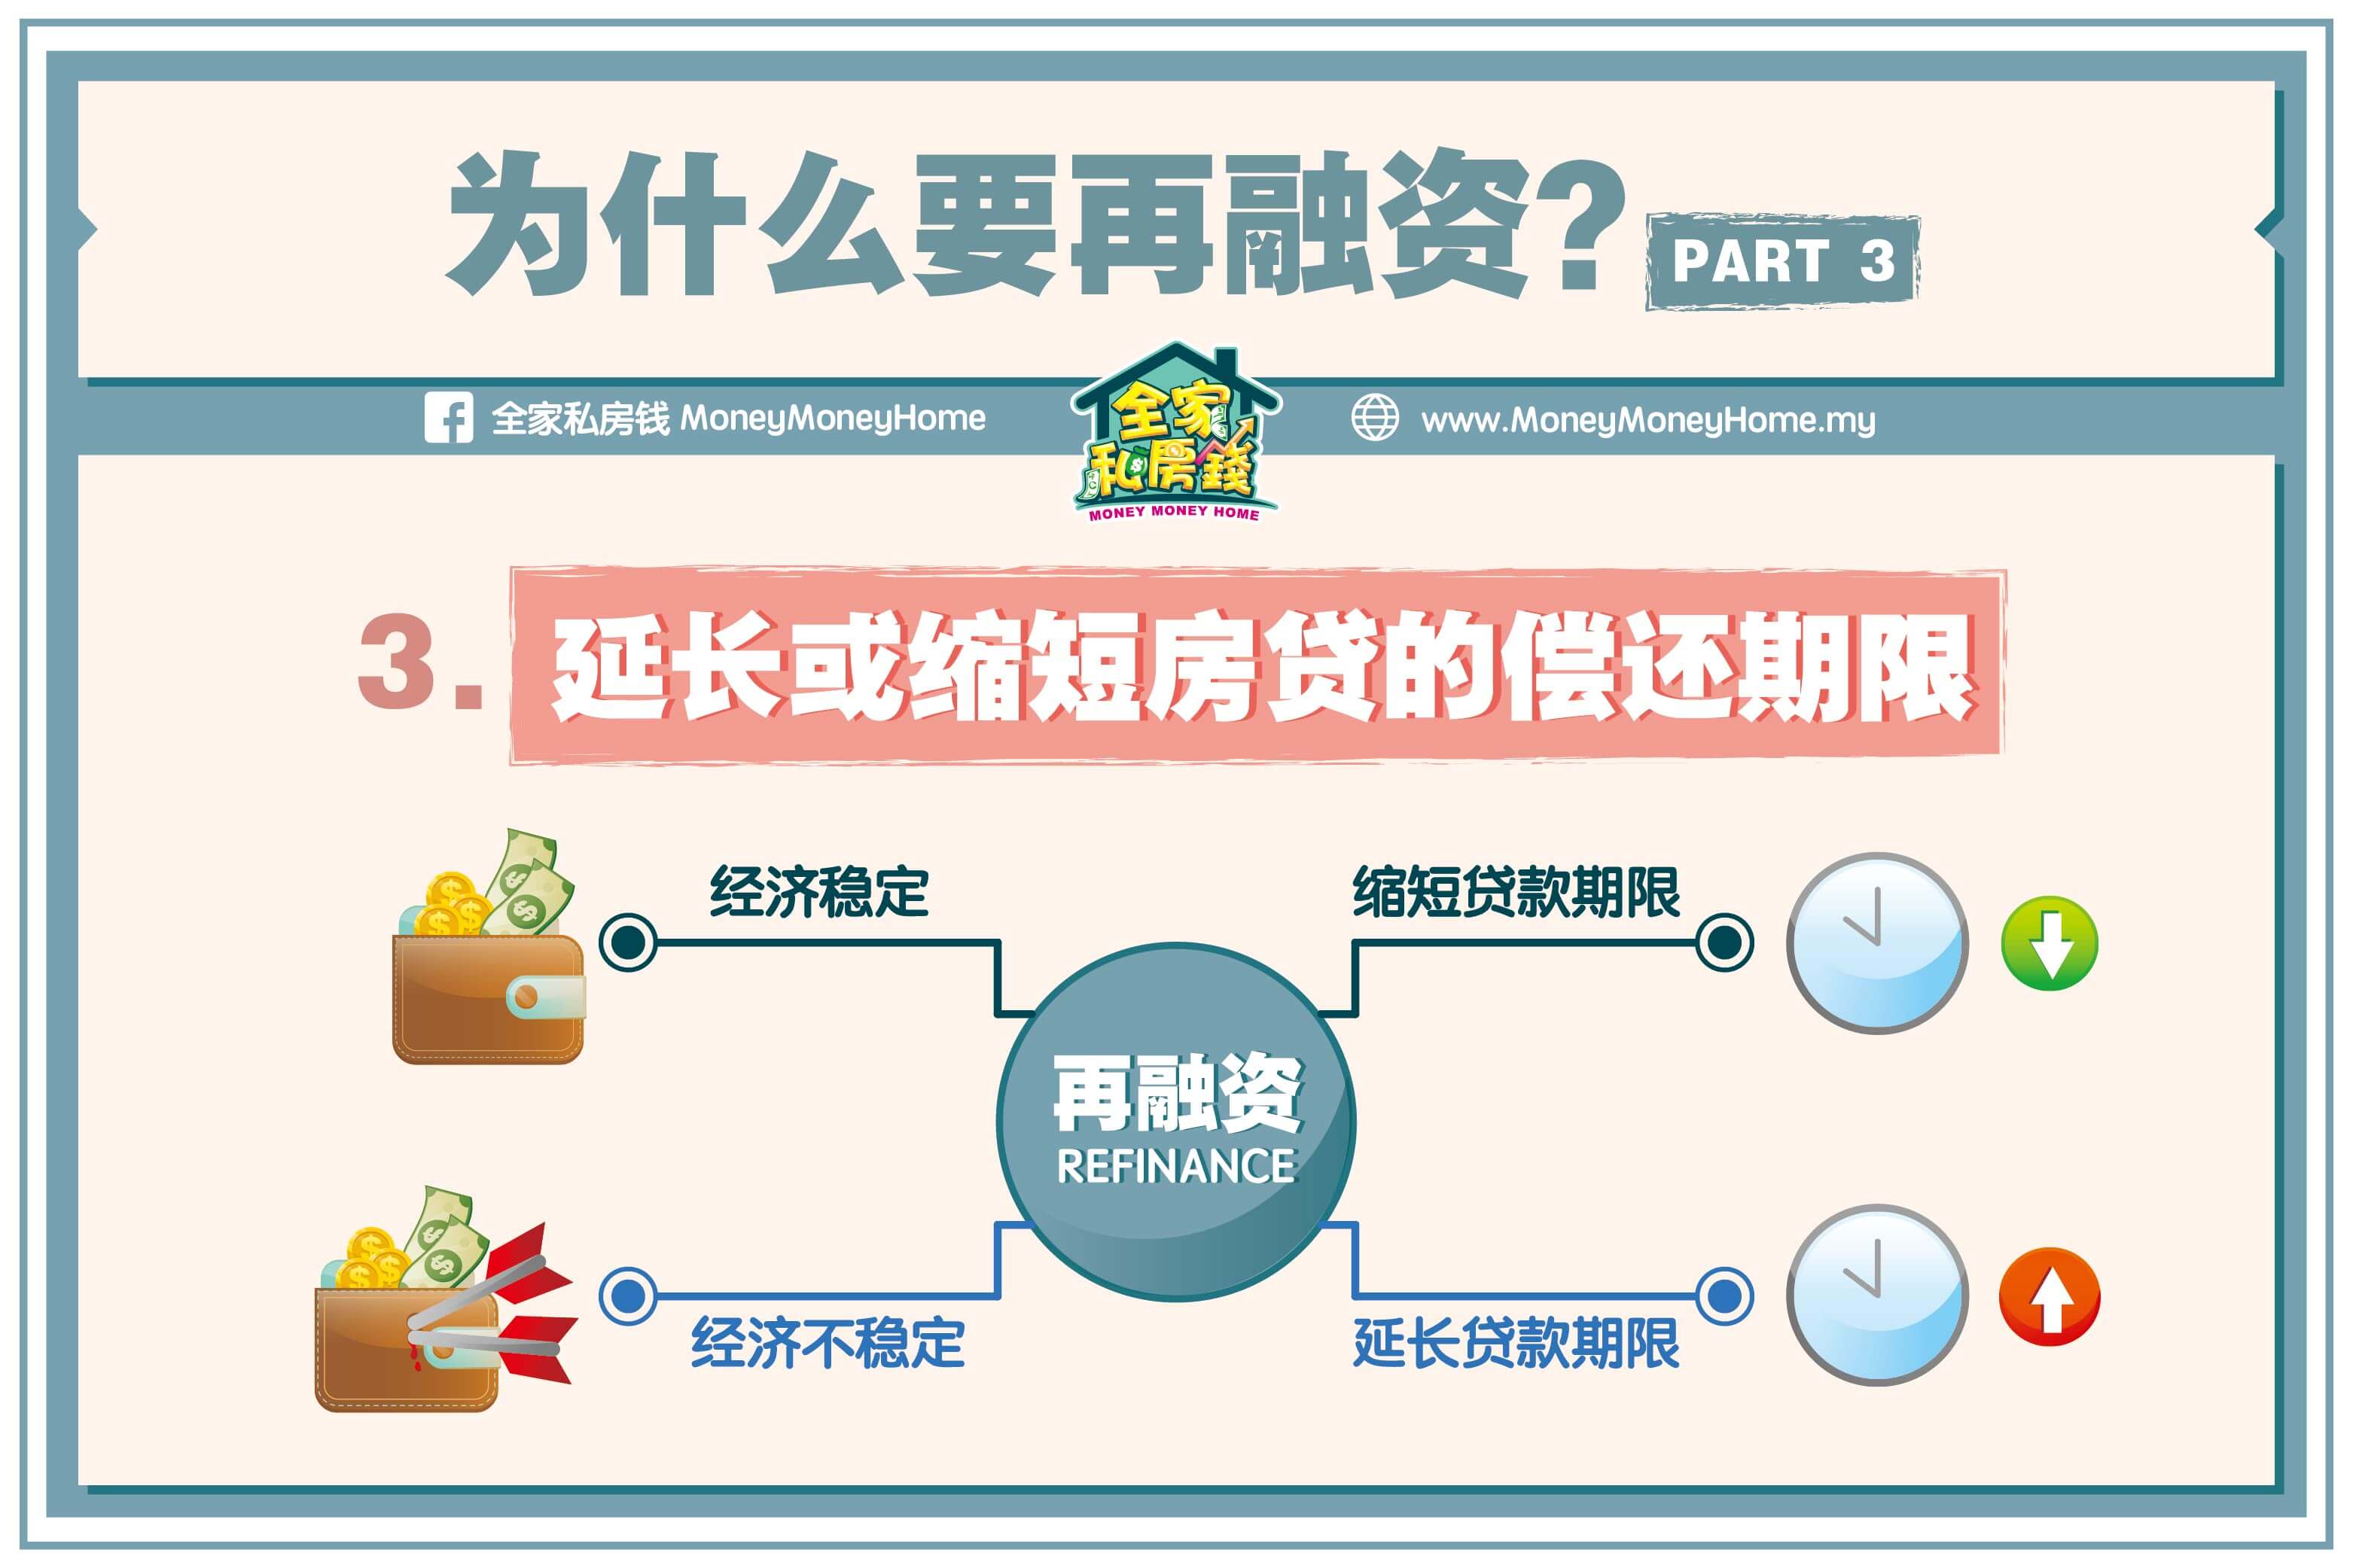 为什么要再融资?
PART 3
全家私房钱 MoneyMoneyHome
全家
私房錢
MONEY MONEY HOME
www.MoneyMoneyHome.my
3. 延长或缩短房贷的偿还期限
经济稳定
缩短贷款期限
再融资
REFINANCE
经济不稳定
延长贷款期限